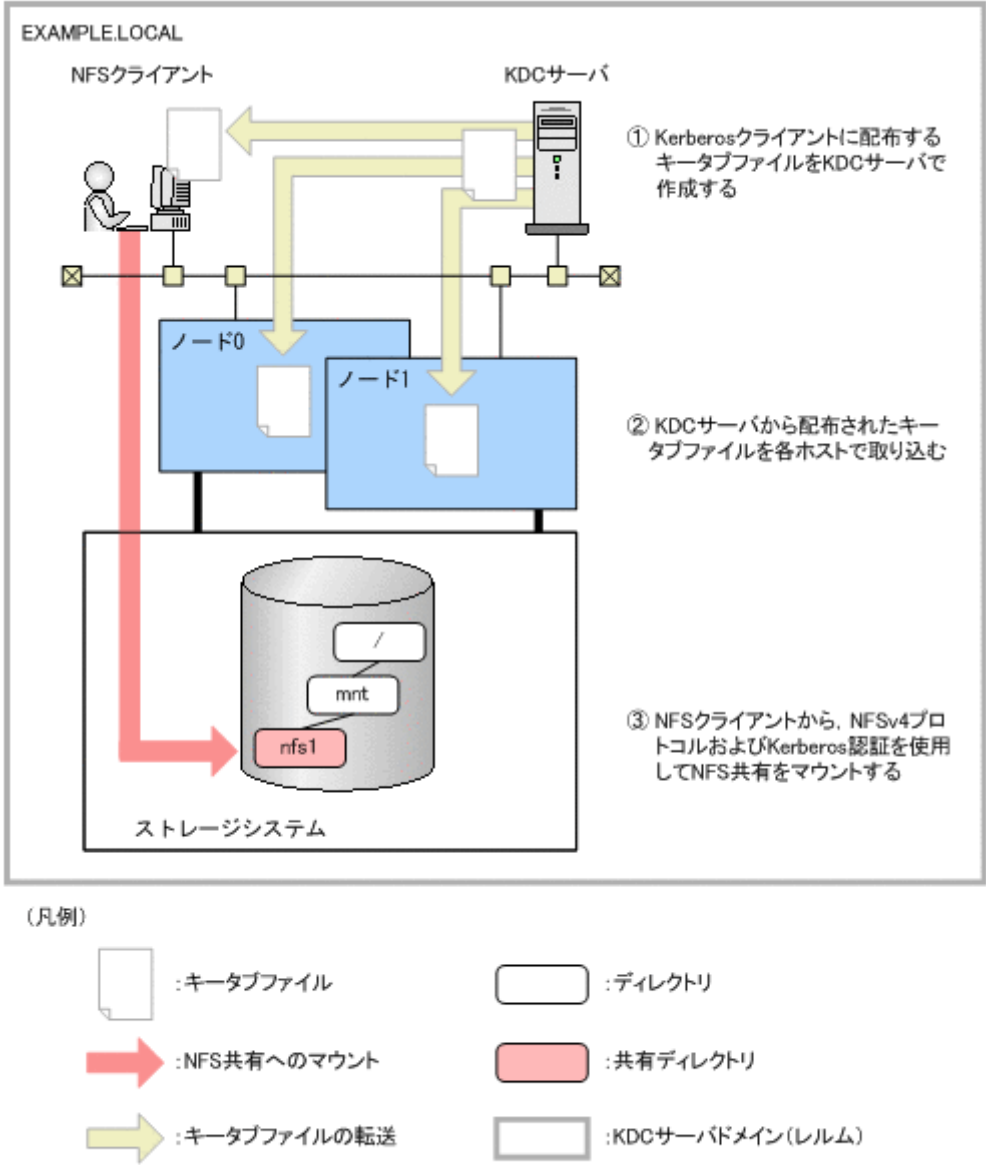 EXAMPLE.LOCAL
NFSクライアント
KDCサーバ
① Kerberosクライアントに配布する
キータブファイルをKDCサーバで
作成する
ノード0
ノード1
② KDCサーバから配布されたキー
タブファイルを各ホストで取り込む
/
mnt
nfs1
③ NFSクライアントから，NFSv4プロ
トコルおよびKerberos認証を使用
してNFS共有をマウントする
ストレージシステム
（凡例）
：キータブファイル
：ディレクトリ
：NFS共有へのマウント
：共有ディレクトリ
：キータブファイルの転送
：KDCサーバドメイン（レルム）